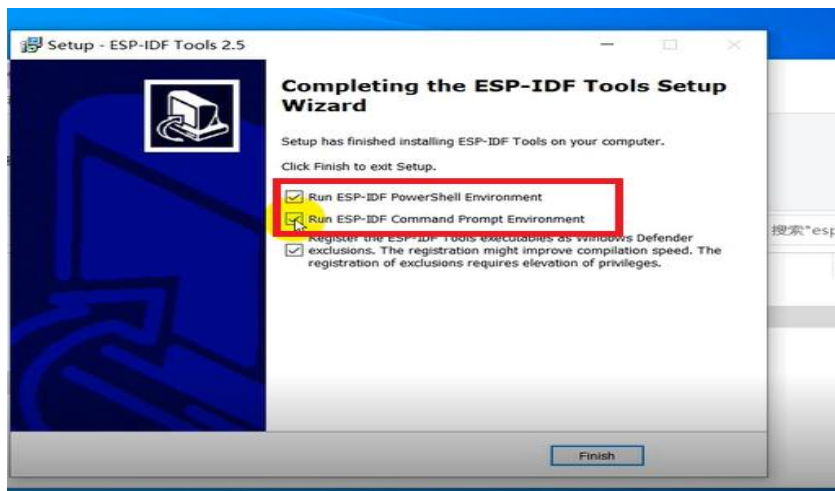 Setup - ESP-IDF Tools 2.5
Completing the ESP-IDF Tools Setup
Wizard
Setup has finished installing ESP-IDF Tools on your computer.
Click Finish to exit Setup.
Run ESP-IDF PowerShell Environment
Run ESP-IDF Command Prompt Environment
Register the ESP-IDF Tools executables as Windows Defender
exclusions. The registration might improve compilation speed. The
registration of exclusions requires elevation of privileges.
搜索"esp
Finish